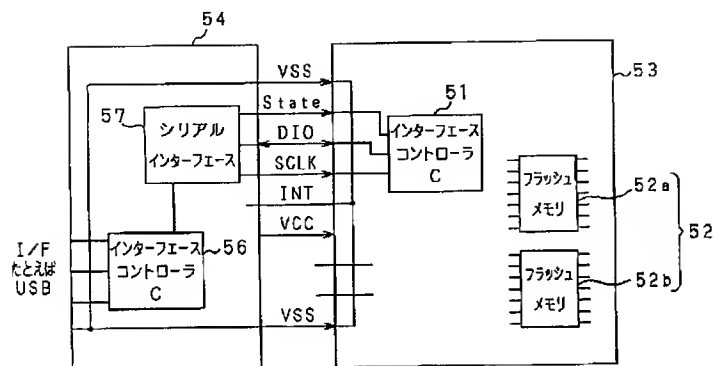 54
VSS
53
57
State
51
シリアル
インターフェース
DIO
インターフェース
コントローラ
C
SCLK
フラッシュ
メモリ
52a
INT
52
VCC
I/F
たとえば
USB
インターフェース
コントローラ
C
56
フラッシュ
メモリ
52b
VSS